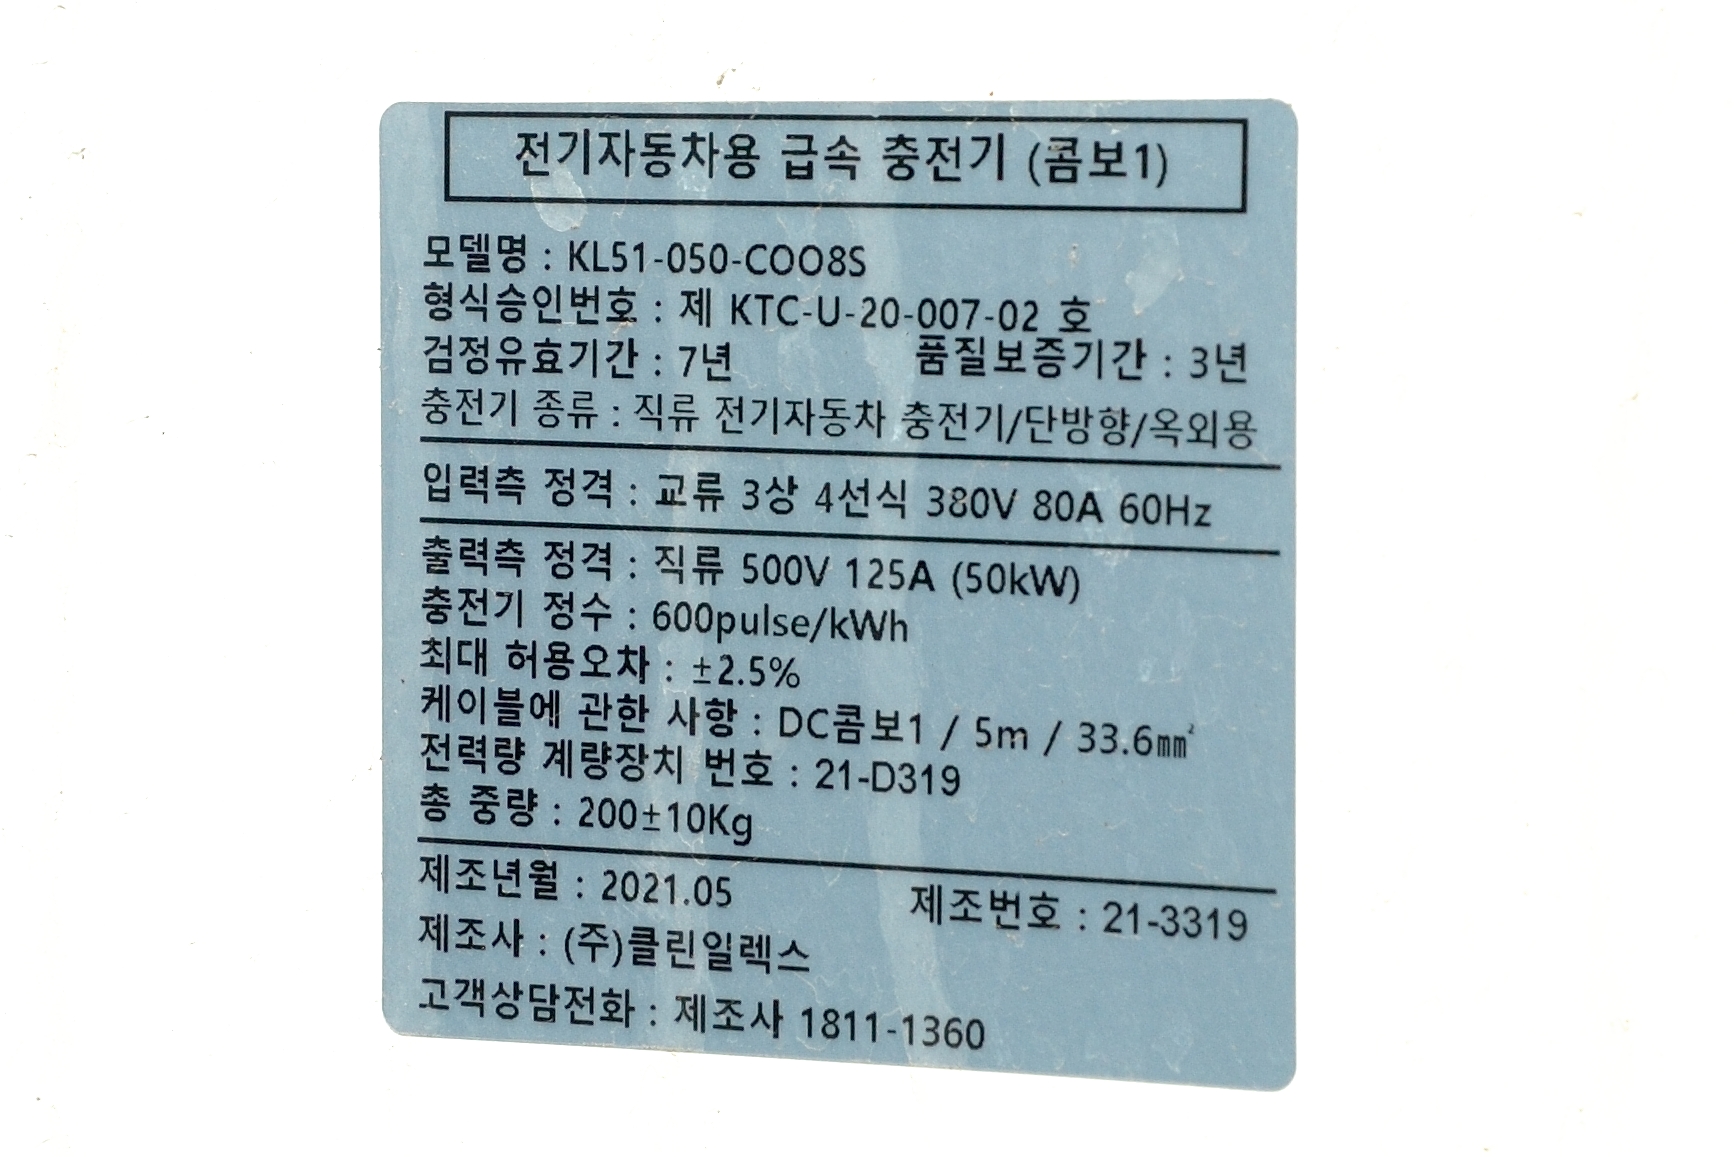 전기자동차용 급속 충전기 (콤보1)
모델명 : KL51-050-COO8S
형식승인번호 : 제 KTC-U-20-007-02 호
검정유효기간 : 7년 품질보증기간 : 3년
충전기 종류 : 직류 전기자동차 충전기/단방향/옥외용
입력측 정격 : 교류 3상 4선식 380V 80A 60Hz
출력측 정격 : 직류 500V 125A (50kW)
충전기 정수 : 600pulse/kWh
최대 허용오차 : ±2.5%
케이블에 관한 사항 : DC콤보1 / 5m / 33.6㎟
전력량 계량장치 번호 : 21-D319
총 중량 : 200±10Kg
제조년월 : 2021.05 제조번호 : 21-3319
제조사 : (주)클린일렉스
고객상담전화 : 제조사 1811-1360